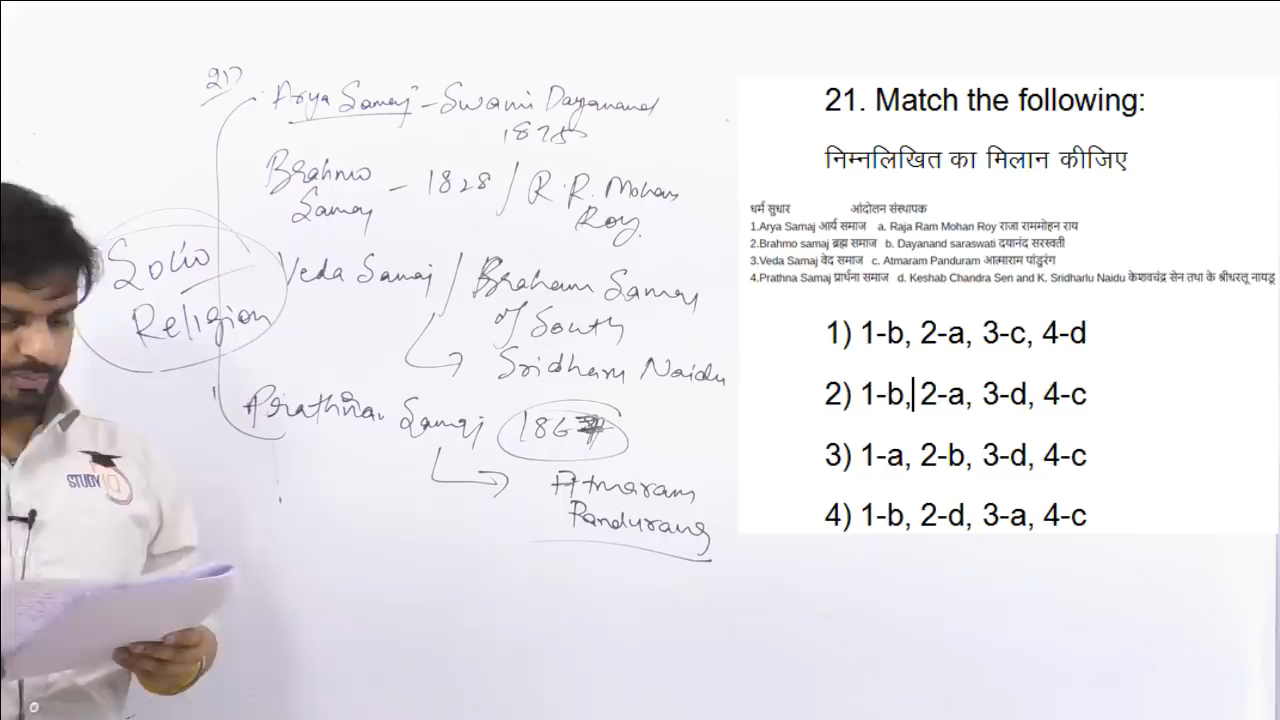 21)
Arya Samaj - Swami Dayanand
1875
Brahmo - 1828 / R. R. Mohan
Samaj Roy.
Socio
Religion
Veda Samaj / Braham Samaj
of South
Sridharu Naidu
Prathna Samaj 186
Atmaram
Pandurang
STUDY IQ
21. Match the following:
निम्नलिखित का मिलान कीजिए
धर्म सुधार आंदोलन संस्थापक
1.Arya Samaj आर्य समाज a. Raja Ram Mohan Roy राजा राममोहन राय
2.Brahmo samaj ब्रह्म समाज b. Dayanand saraswati दयानंद सरस्वती
3.Veda Samaj वेद समाज c. Atmaram Panduram आत्माराम पांडुरंग
4.Prathna Samaj प्रार्थना समाज d. Keshab Chandra Sen and K. Sridharlu Naidu केशवचंद्र सेन तथा के श्रीधरलू नायडू
1) 1-b, 2-a, 3-c, 4-d
2) 1-b, 2-a, 3-d, 4-c
3) 1-a, 2-b, 3-d, 4-c
4) 1-b, 2-d, 3-a, 4-c